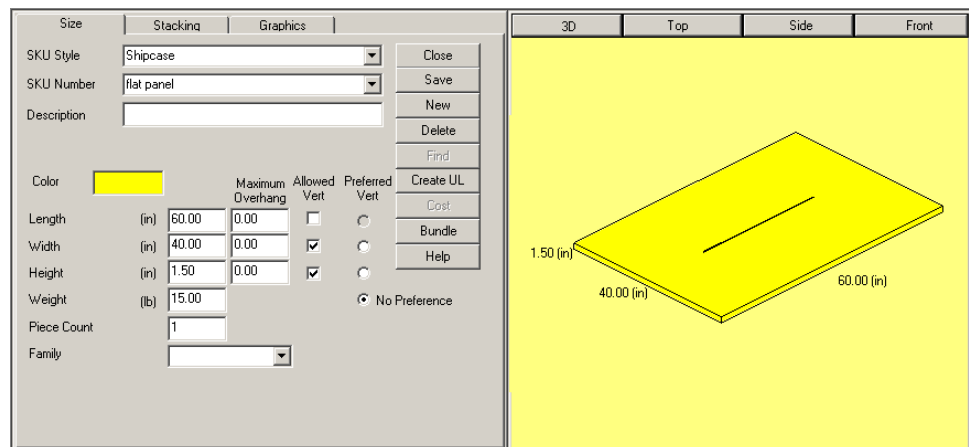 Size Stacking Graphics
SKU Style Shipcase Close
SKU Number flat panel Save
New
Description
Delete
Find
Color Maximum Overhang Allowed Vert Preferred Vert Create UL
Cost
Length (in) 60.00 0.00
Bundle
Width (in) 40.00 0.00
Help
Height (in) 1.50 0.00
Weight (lb) 15.00 No Preference
Piece Count 1
Family
3D Top Side Front
1.50 (in)
40.00 (in)
60.00 (in)